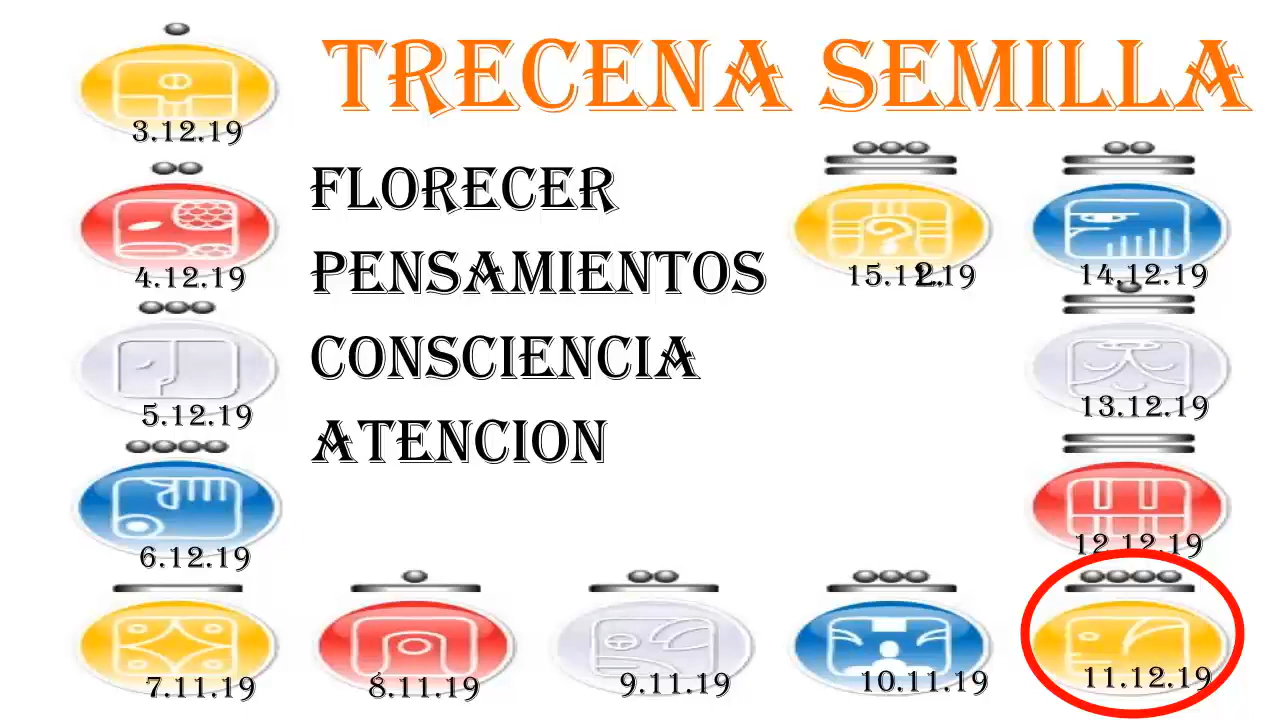 TRECENA SEMILLA
3.12.19
FLORECER
4.12.19
PENSAMIENTOS
15.12.19
14.12.19
5.12.19
CONSCIENCIA
13.12.19
ATENCION
6.12.19
12.12.19
7.11.19
8.11.19
9.11.19
10.11.19
11.12.19